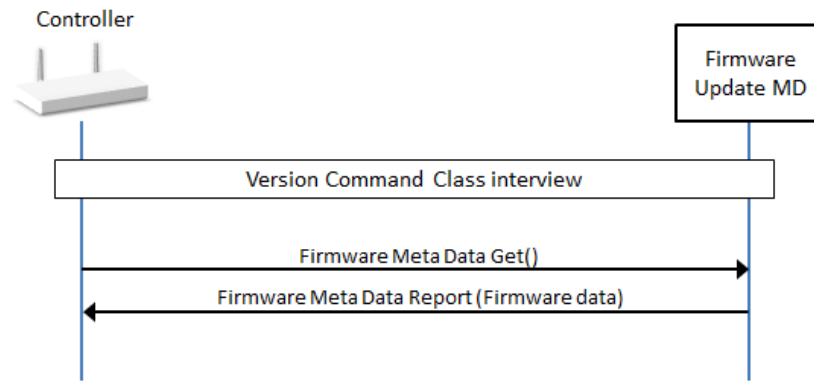 Controller
Firmware
Update MD
Version Command Class interview
Firmware Meta Data Get()
Firmware Meta Data Report (Firmware data)